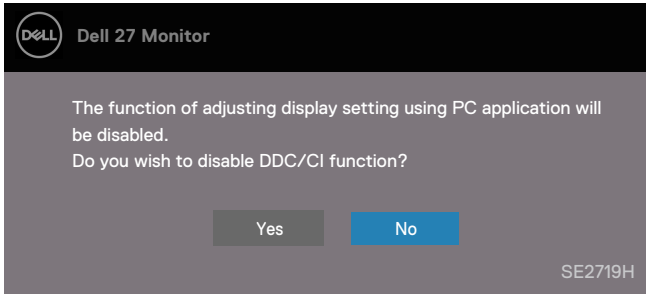 DELL
Dell 27 Monitor
The function of adjusting display setting using PC application will
be disabled.
Do you wish to disable DDC/CI function?
Yes No
SE2719H